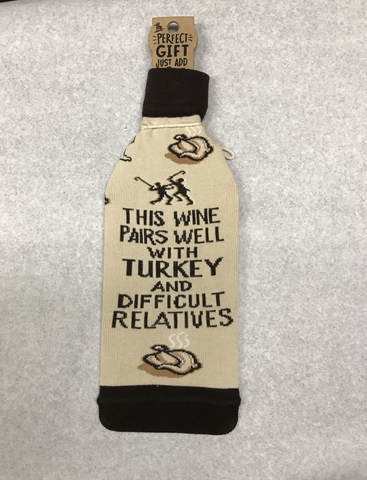 The
PERFECT
GIFT
JUST ADD
THIS WINE
PAIRS WELL
WITH
TURKEY
AND
DIFFICULT
RELATIVES